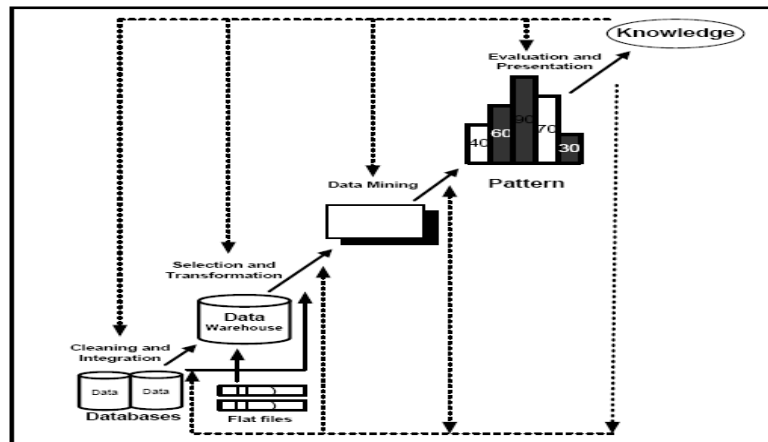 Knowledge
Evaluation and
Presentation
40
60
90
70
30
Pattern
Data Mining
Selection and
Transformation
Data
Warehouse
Cleaning and
Integration
Data
Data
Databases
Flat files